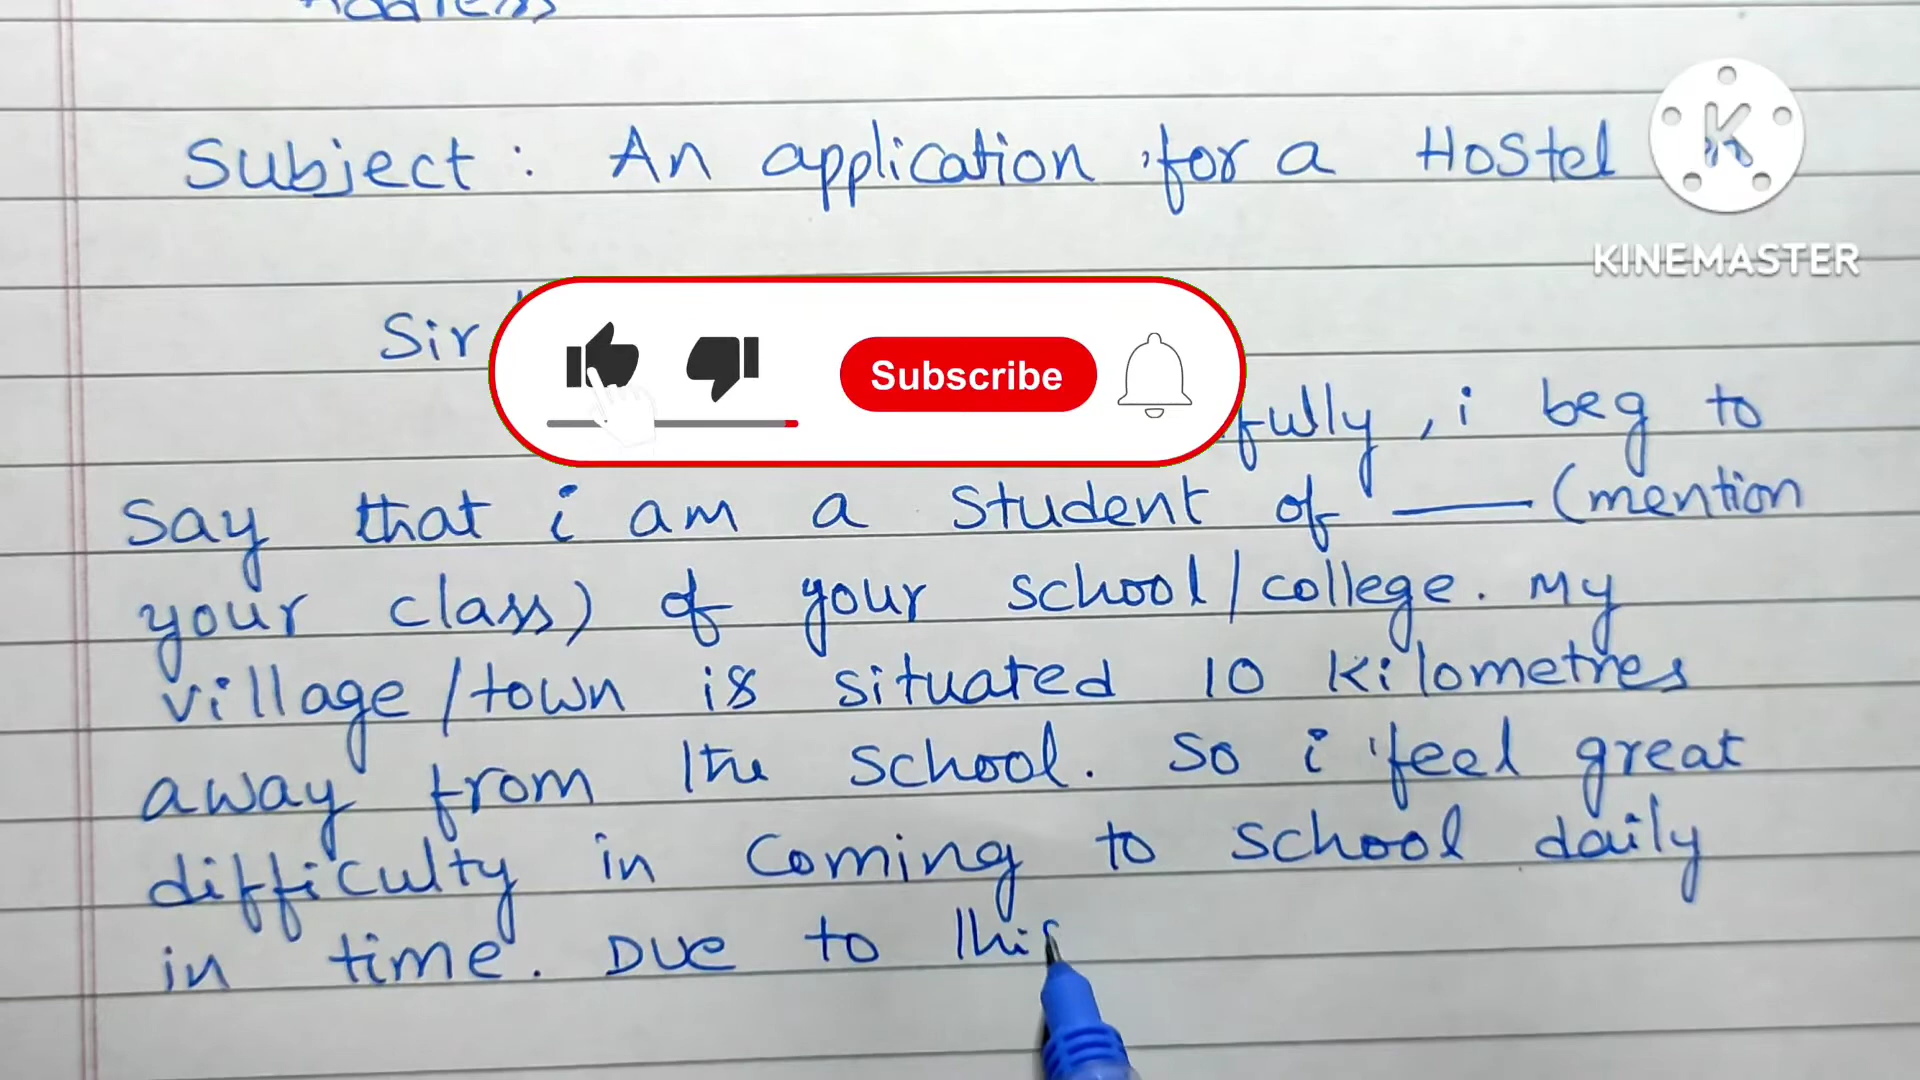 Address
Subject : An application for a Hostel
KINEMASTER
Sir
Subscribe
fully, i beg to
say that i am a student of ____ (mention
your class) of your school/college. My
village/town is situated 10 kilometres
away from the school. So i feel great
difficulty in coming to school daily
in time. Due to this